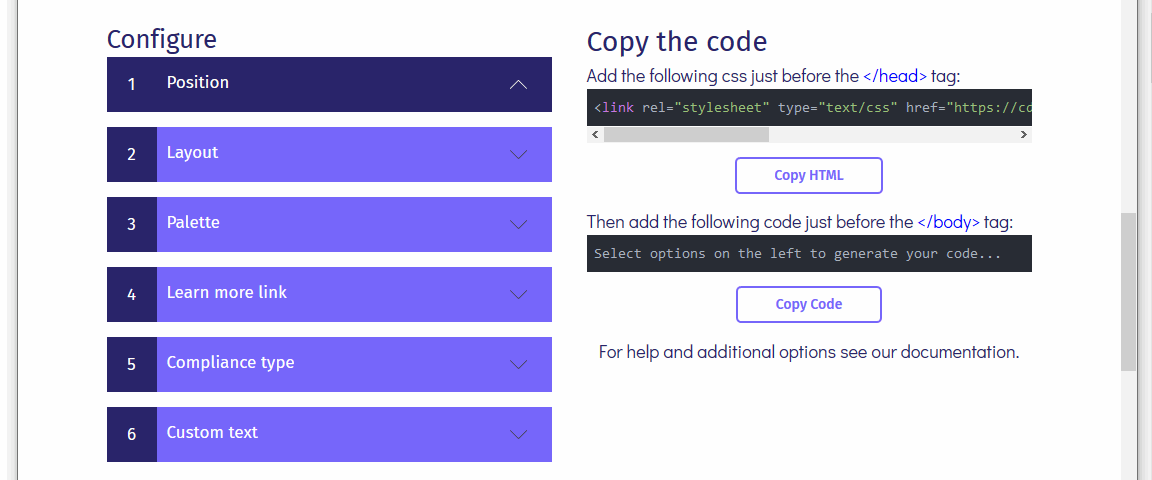 Configure
1 Position
2 Layout
3 Palette
4 Learn more link
5 Compliance type
6 Custom text
Copy the code
Add the following css just before the </head> tag:
<link rel="stylesheet" type="text/css" href="https://cd
Copy HTML
Then add the following code just before the </body> tag:
Select options on the left to generate your code...
Copy Code
For help and additional options see our documentation.